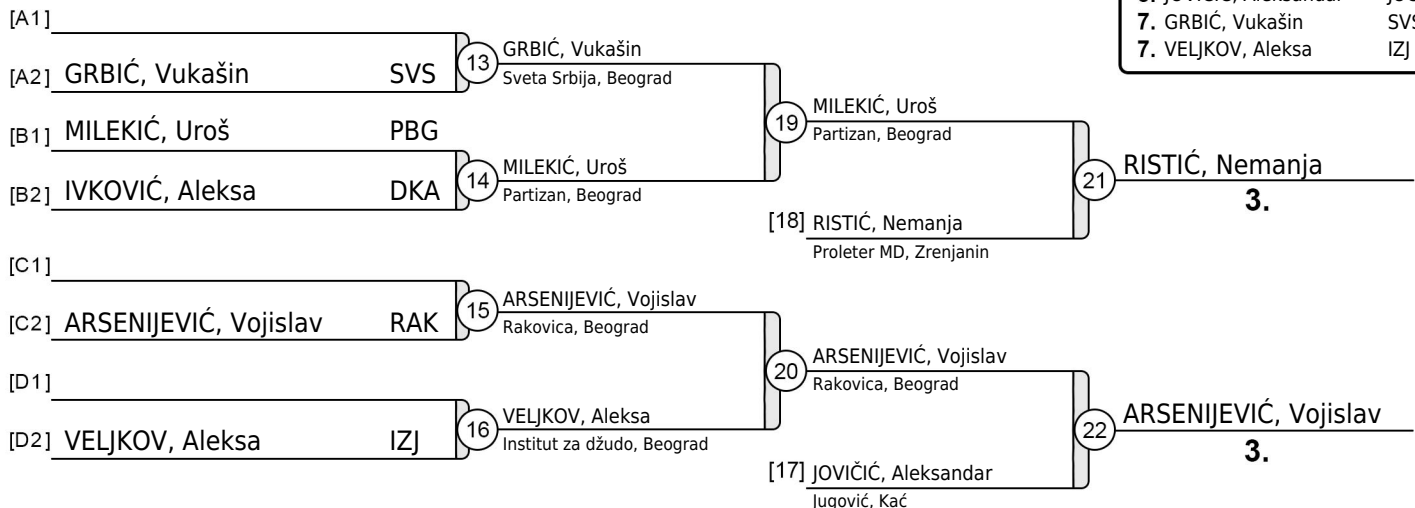 7. GRBIĆ, Vukašin
7. VELJKOV, Aleksa IZJ
[A1]
[A2] GRBIĆ, Vukašin SVS
13
GRBIĆ, Vukašin
Sveta Srbija, Beograd
[B1] MILEKIĆ, Uroš PBG
[B2] IVKOVIĆ, Aleksa DKA
14
MILEKIĆ, Uroš
Partizan, Beograd
19
MILEKIĆ, Uroš
Partizan, Beograd
[18] RISTIĆ, Nemanja
Proleter MD, Zrenjanin
21
RISTIĆ, Nemanja
3.
[C1]
[C2] ARSENIJEVIĆ, Vojislav RAK
15
ARSENIJEVIĆ, Vojislav
Rakovica, Beograd
[D1]
[D2] VELJKOV, Aleksa IZJ
16
VELJKOV, Aleksa
Institut za džudo, Beograd
20
ARSENIJEVIĆ, Vojislav
Rakovica, Beograd
[17] JOVIČIĆ, Aleksandar
Jugović, Kać
22
ARSENIJEVIĆ, Vojislav
3.